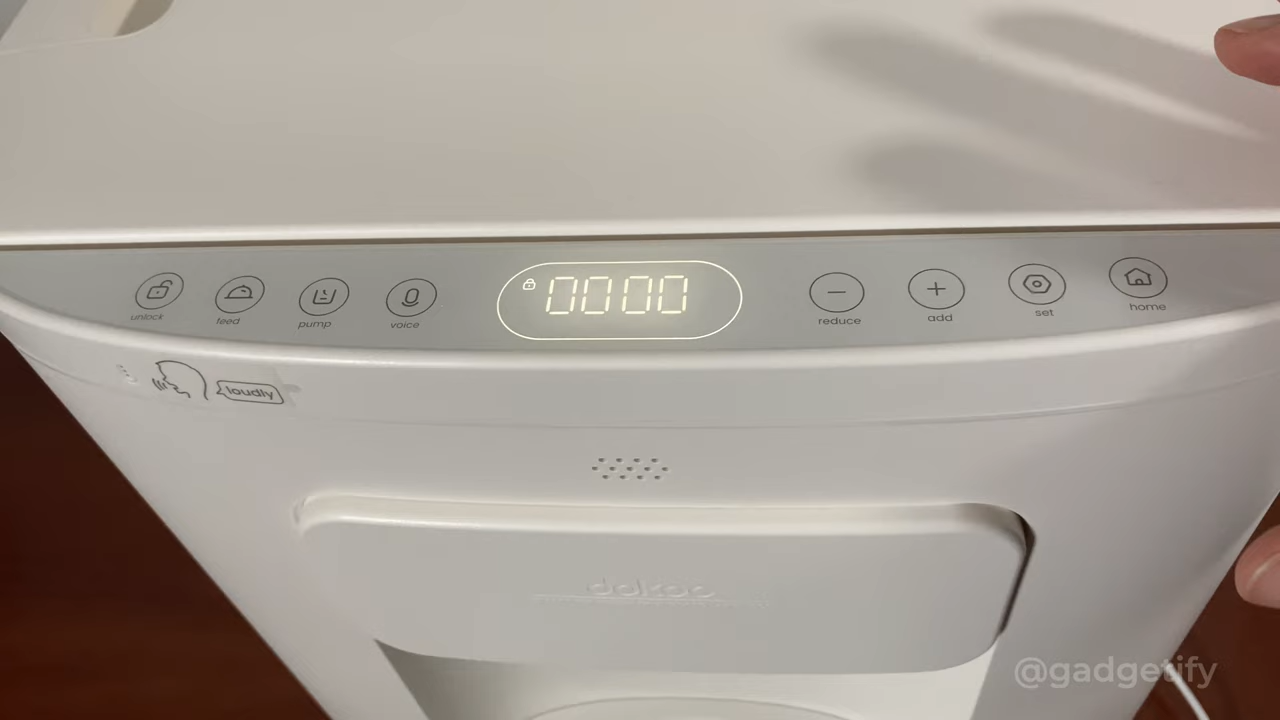 0000
unlock
feed
pump
voice
reduce
add
set
home
loudly
dokoo
@gadgetify